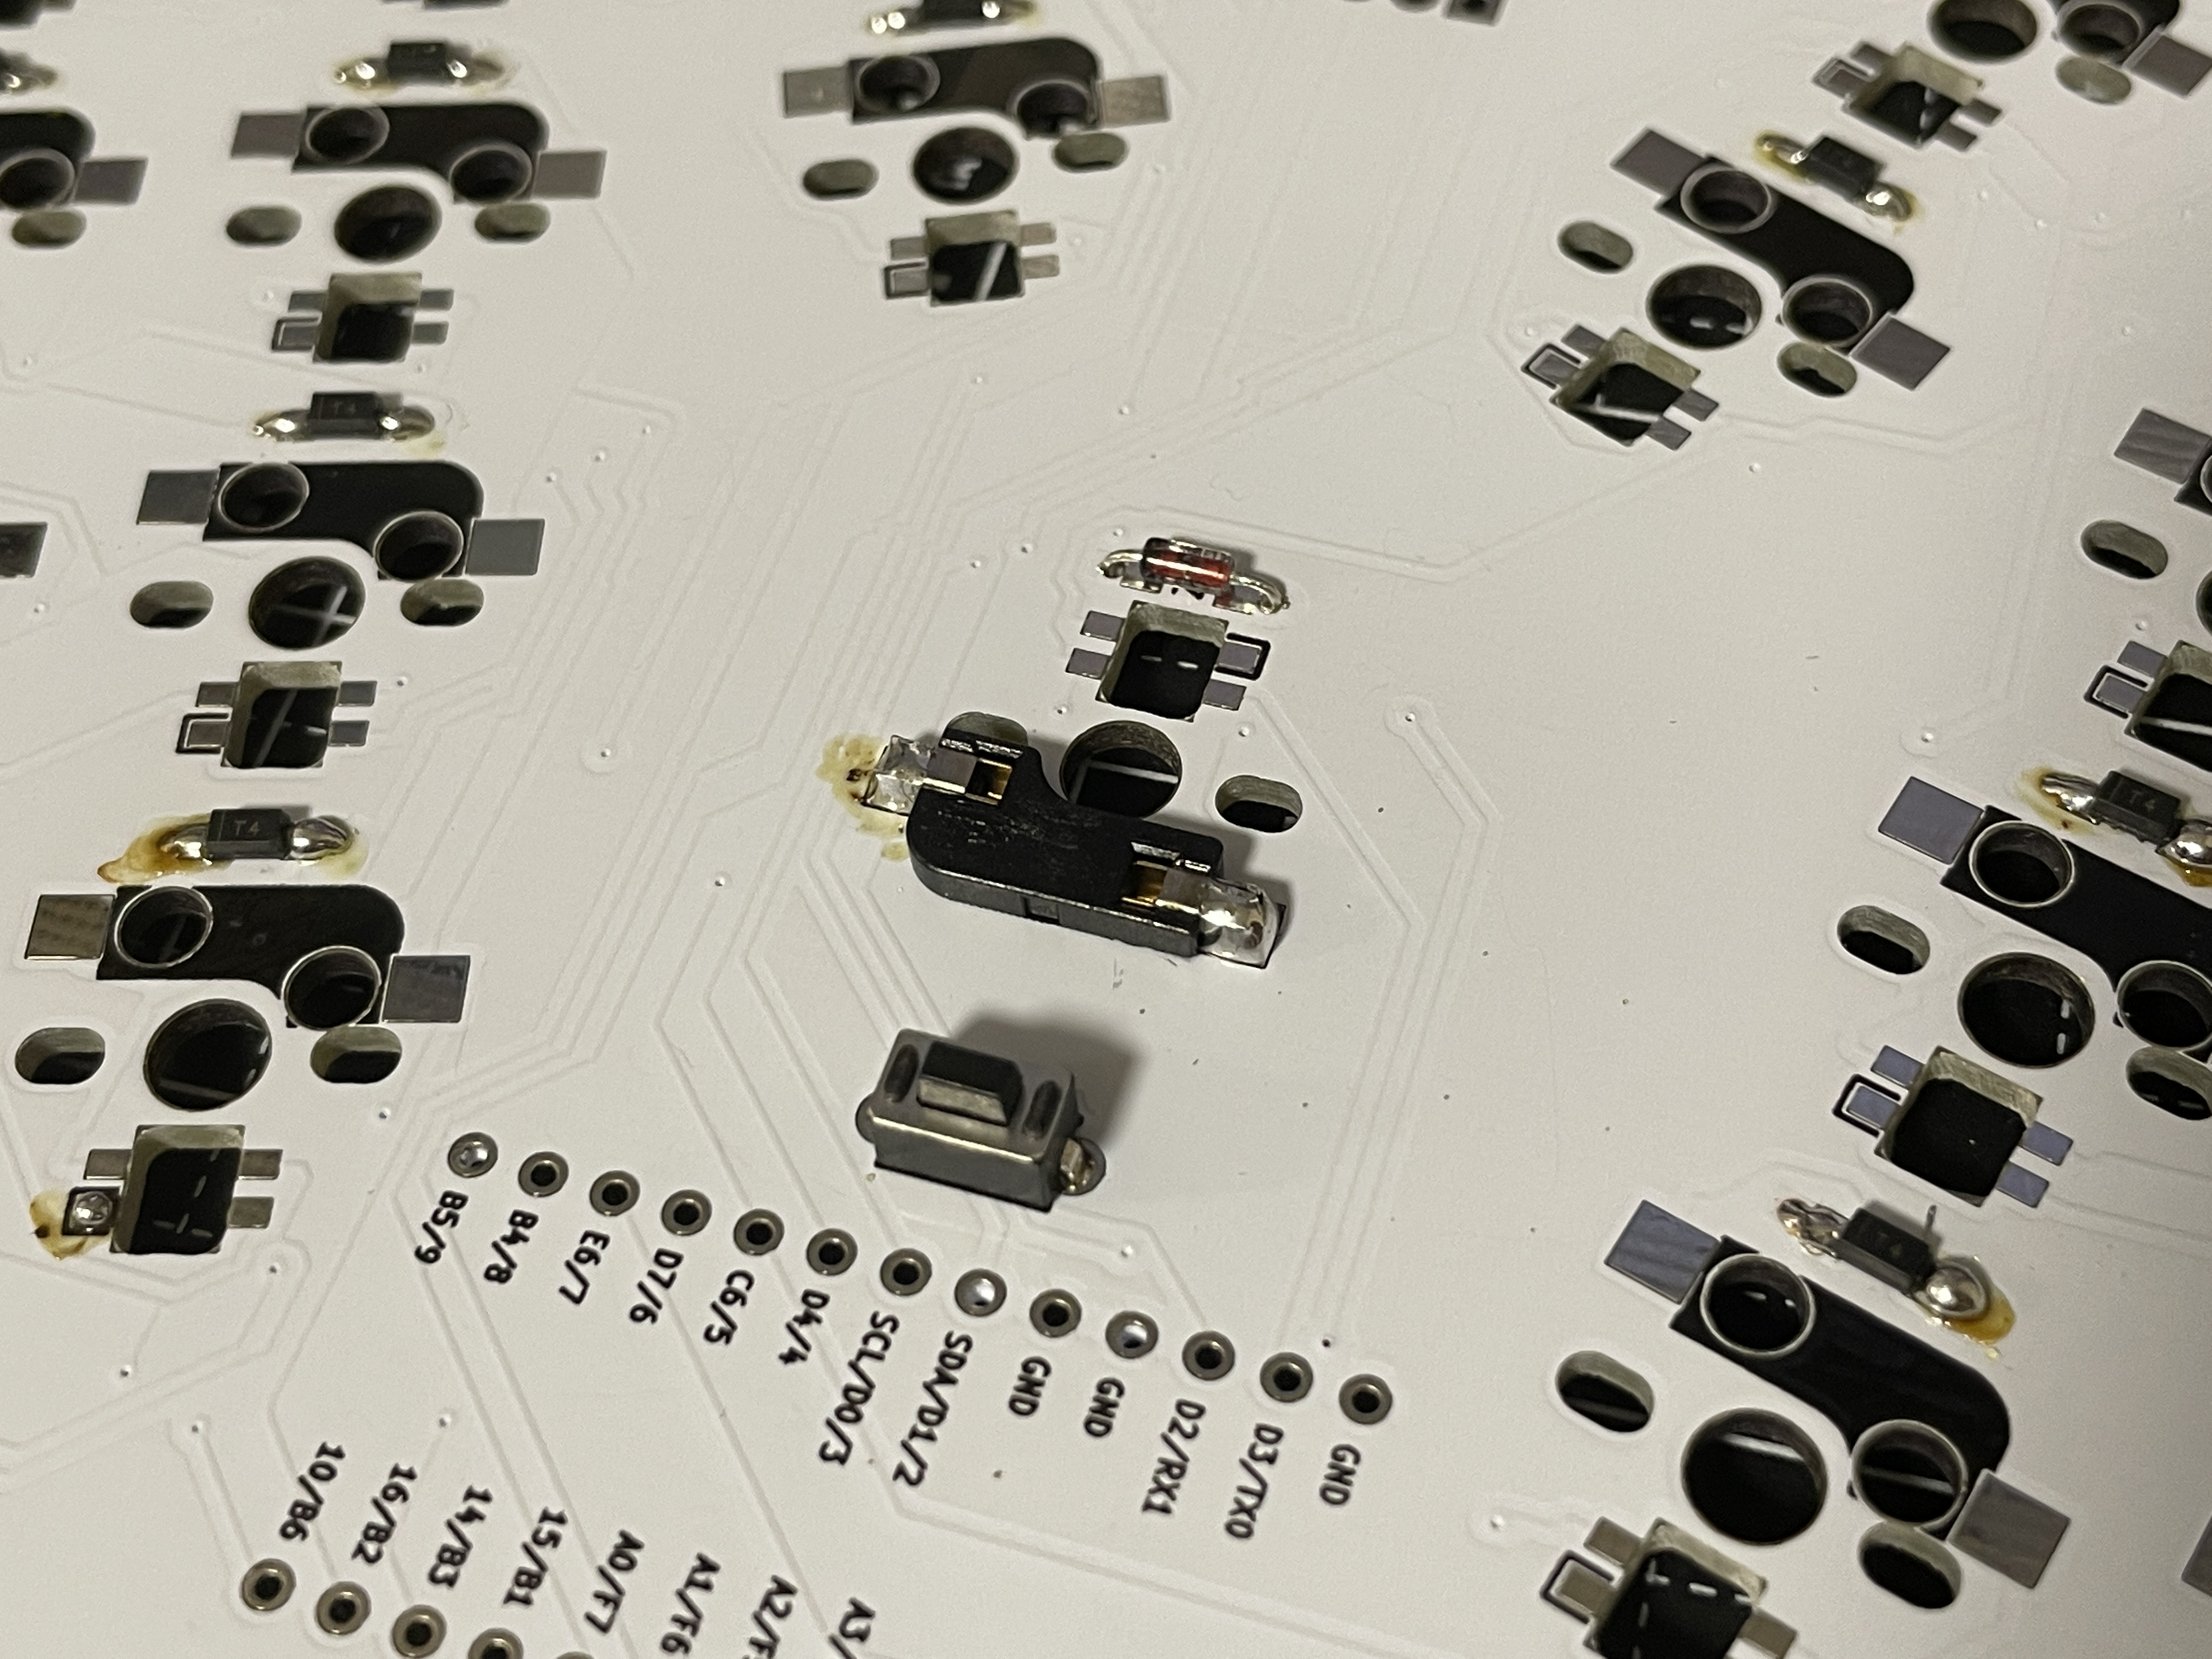 T4
T4
T4
T4
B5/9
B4/8
E6/7
D7/6
C6/5
D4/4
SCL/D0/3
SDA/D1/2
GND
GND
D2/RX1
D3/TX0
GND
10/B6
16/B2
14/B3
15/B1
A0/F7
A1/F6
A2/F
A3/